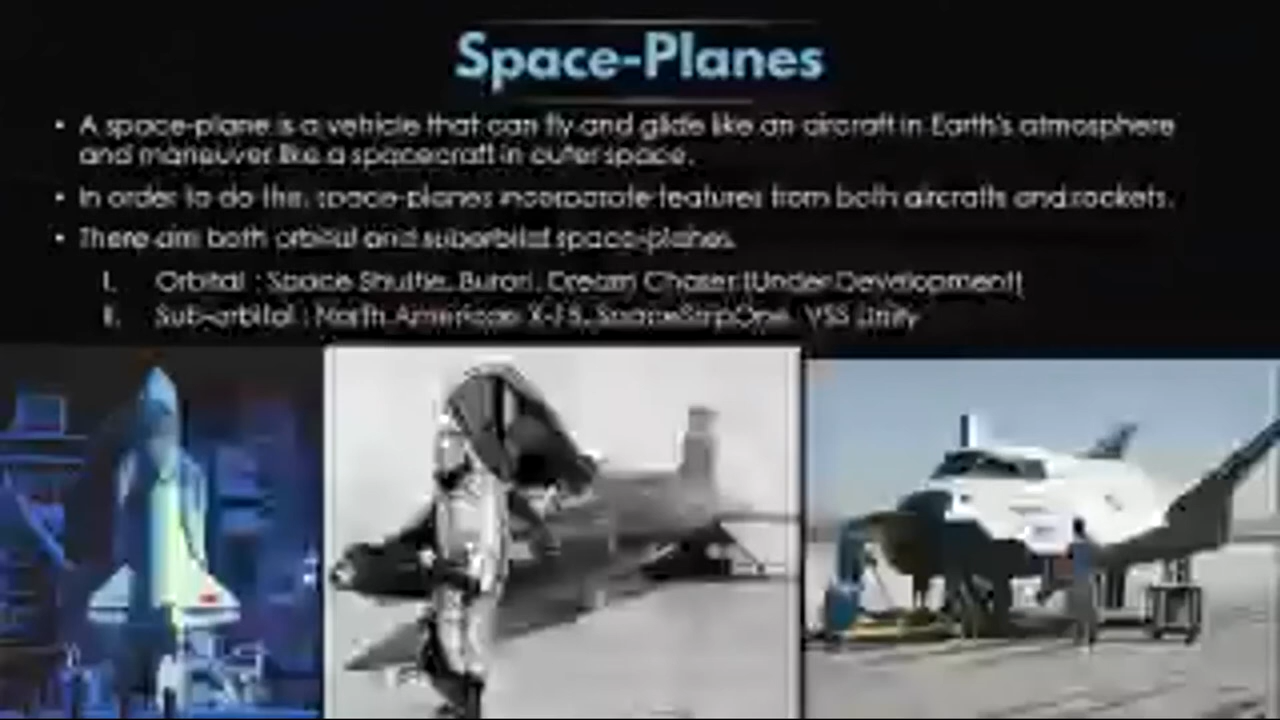 Space-Planes
• A space-plane is a vehicle that can fly and glide like an aircraft in Earth's atmosphere
and maneuver like a spacecraft in outer space.
• In order to do this, space-planes incorporate features from both aircrafts and rockets.
• There are both orbital and suborbital space-planes.
I. Orbital : Space Shuttle, Buran, Dream Chaser (Under Development)
II. Sub-orbital : North American X-15, SpaceShipOne, VSS Unity